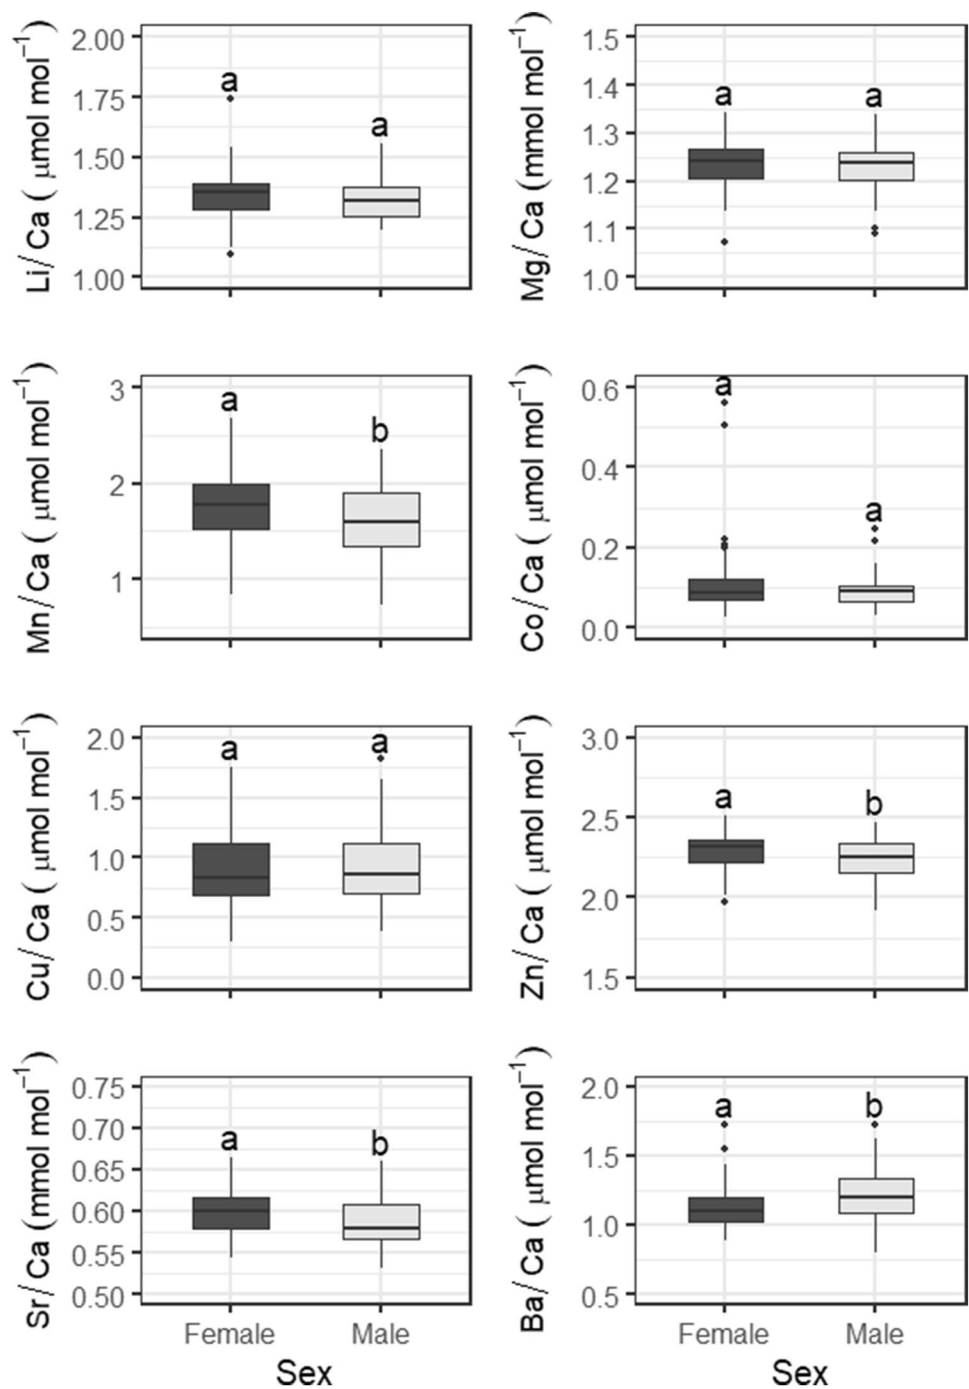 Li/Ca ( μmol mol⁻¹)
2.00
1.75
1.50
1.25
1.00
a
a
Mg/Ca (mmol mol⁻¹)
1.5
1.4
1.3
1.2
1.1
1.0
a
a
Mn/Ca ( μmol mol⁻¹)
3
2
1
a
b
Co/Ca ( μmol mol⁻¹)
0.6
0.4
0.2
0.0
a
a
Cu/Ca ( μmol mol⁻¹)
2.0
1.5
1.0
0.5
0.0
a
a
Zn/Ca ( μmol mol⁻¹)
3.0
2.5
2.0
1.5
a
b
Sr/Ca (mmol mol⁻¹)
0.75
0.70
0.65
0.60
0.55
0.50
a
b
Female Male
Sex
Ba/Ca ( μmol mol⁻¹)
2.0
1.5
1.0
0.5
a
b
Female Male
Sex